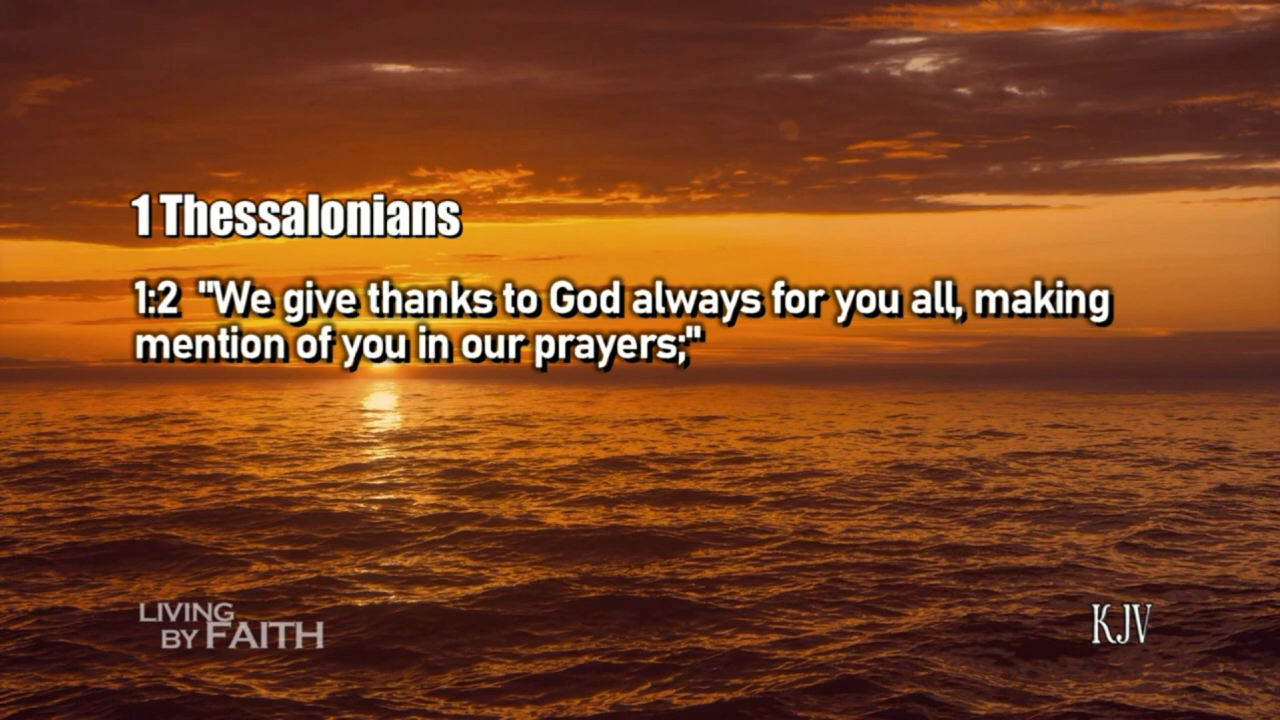 1 Thessalonians
1:2 "We give thanks to God always for you all, making
mention of you in our prayers;"
LIVING
BY FAITH
KJV